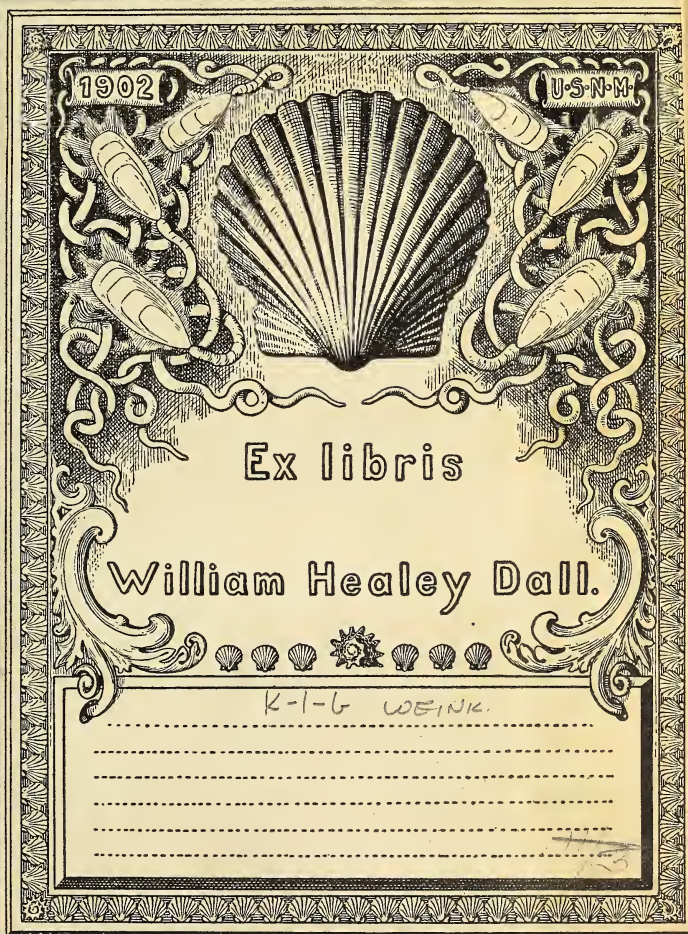 1902
U·S·N·M·
Ex libris
William Healey Dall.
K-1-6 WEINK.